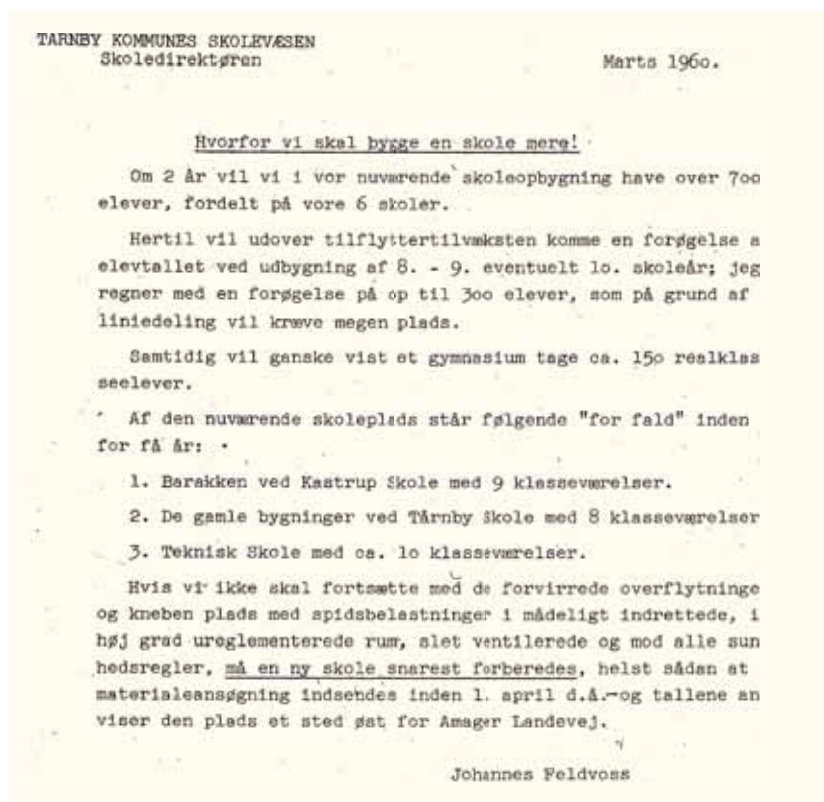 TARNBY KOMMUNES SKOLEVÆSEN
Skoledirektøren
Marts 196o.
Hvorfor vi skal bygge en skole mere!
Om 2 år vil vi i vor nuværende skoleopbygning have over 7oo
elever, fordelt på vore 6 skoler.
Hertil vil udover tilflyttertilvæksten komme en forøgelse a
elevtallet ved udbygning af 8. - 9. eventuelt lo. skoleår; jeg
regner med en forøgelse på op til 3oo elever, som på grund af
liniedeling vil kræve megen plads.
Samtidig vil ganske vist et gymnasium tage ca. 15o realklas
seelever.
Af den nuværende skoleplads står følgende "for fald" inden
for få år:
1. Barakken ved Kastrup Skole med 9 klasseværelser.
2. De gamle bygninger ved Tårnby Skole med 8 klasseværelser
3. Teknisk Skole med ca. lo klasseværelser.
Hvis vi ikke skal fortsætte med de forvirrede overflytninge
og kneben plads med spidsbelastninger i mådeligt indrettede, i
høj grad ureglementerede rum, slet ventilerede og mod alle sun
hedsregler, må en ny skole snarest forberedes, helst sådan at
materialeansøgning indsendes inden 1. april d.å.-og tallene an
viser den plads et sted øst for Amager Landevej.
Johannes Feldvoss